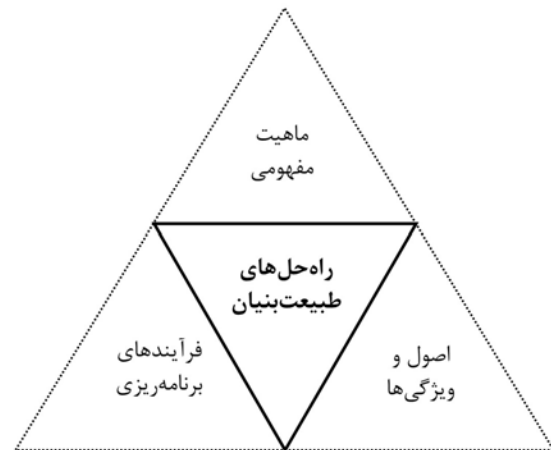 ماهیت
مفهومی
راه‌حل‌های
طبیعت‌بنیان
اصول و
ویژگی‌ها
فرآیندهای
برنامه‌ریزی